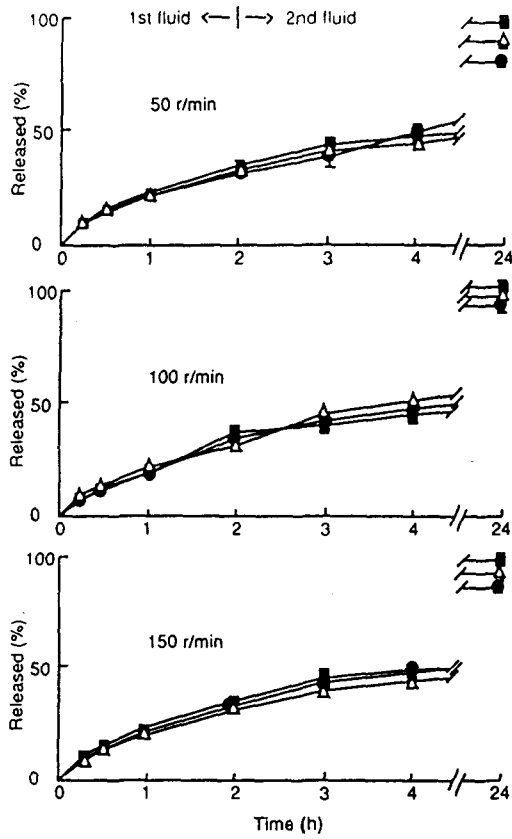 1st fluid ←|→ 2nd fluid
100
50 r/min
50
Released (%)
0
0 1 2 3 4 24
100
100 r/min
50
Released (%)
0
0 1 2 3 4 24
100
150 r/min
50
Released (%)
0
0 1 2 3 4 24
Time (h)